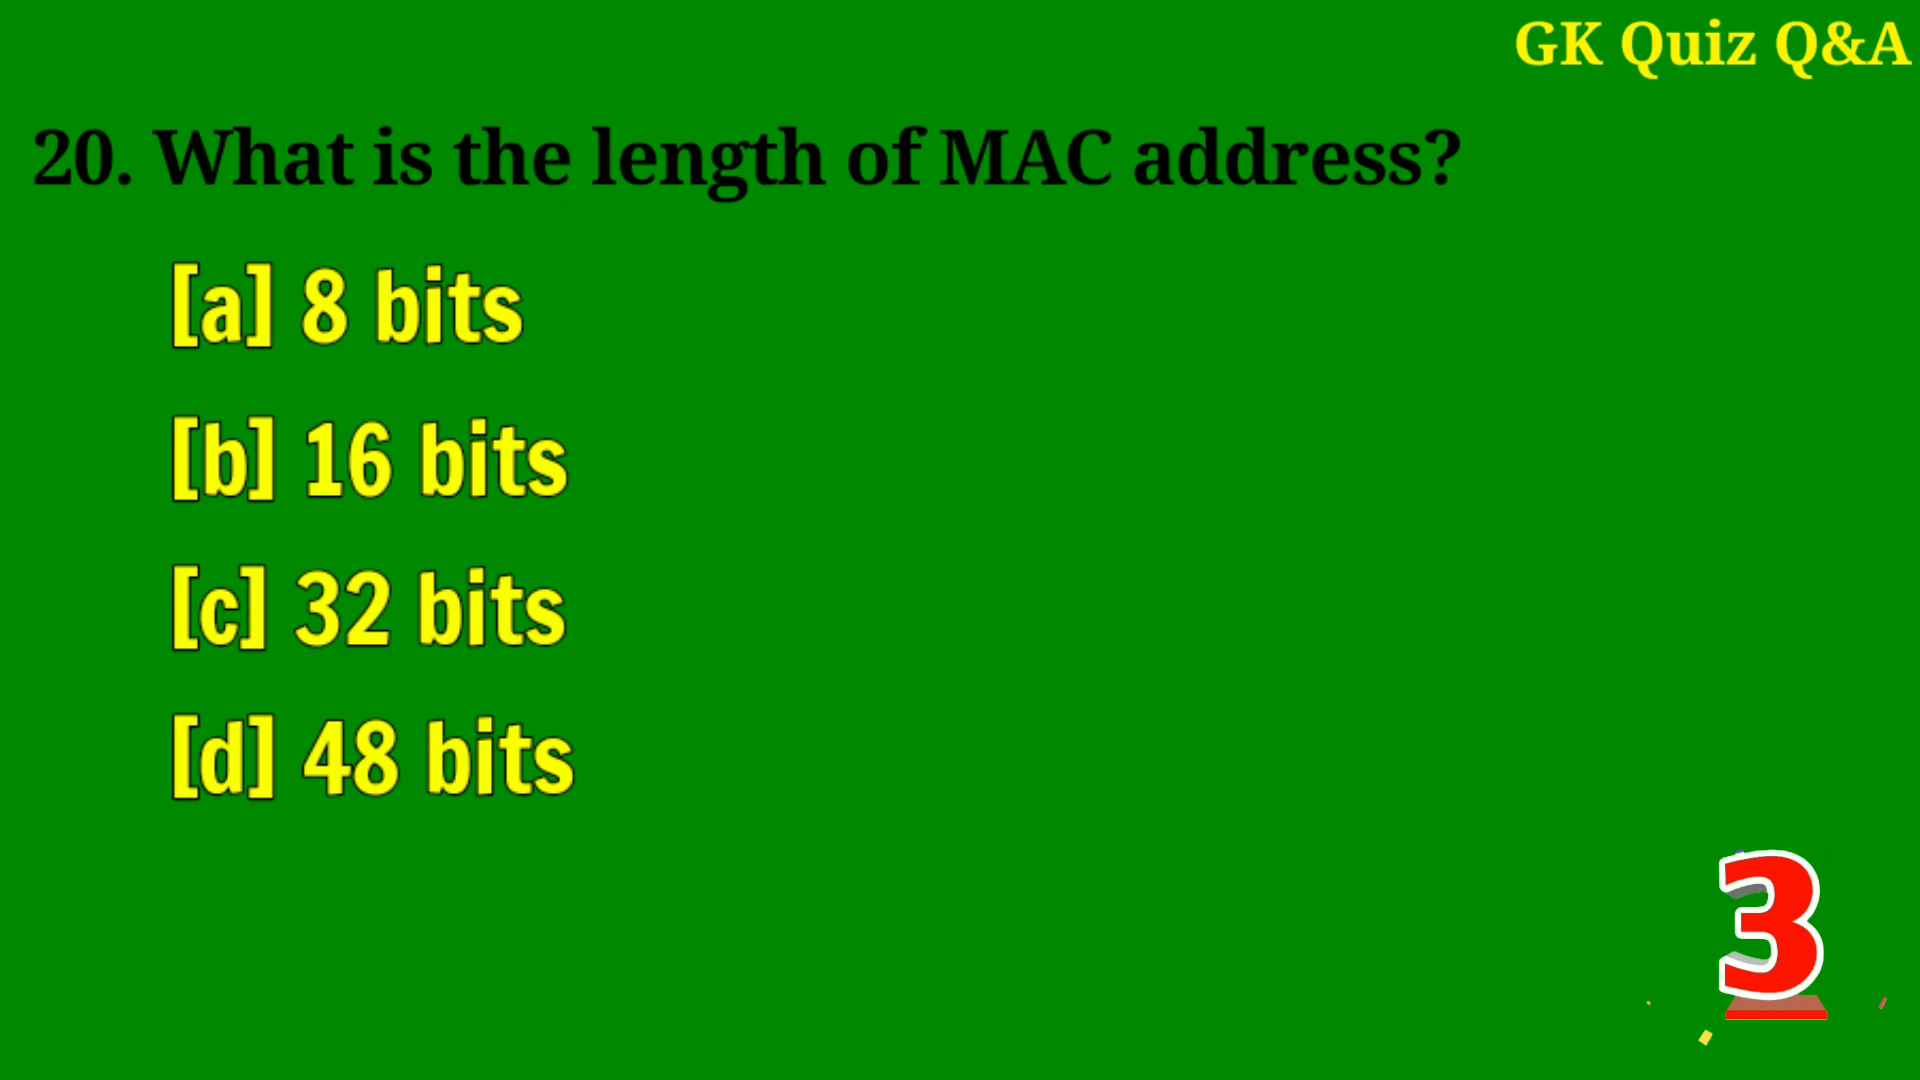 GK Quiz Q&A
20. What is the length of MAC address?
[a] 8 bits
[b] 16 bits
[c] 32 bits
[d] 48 bits
3